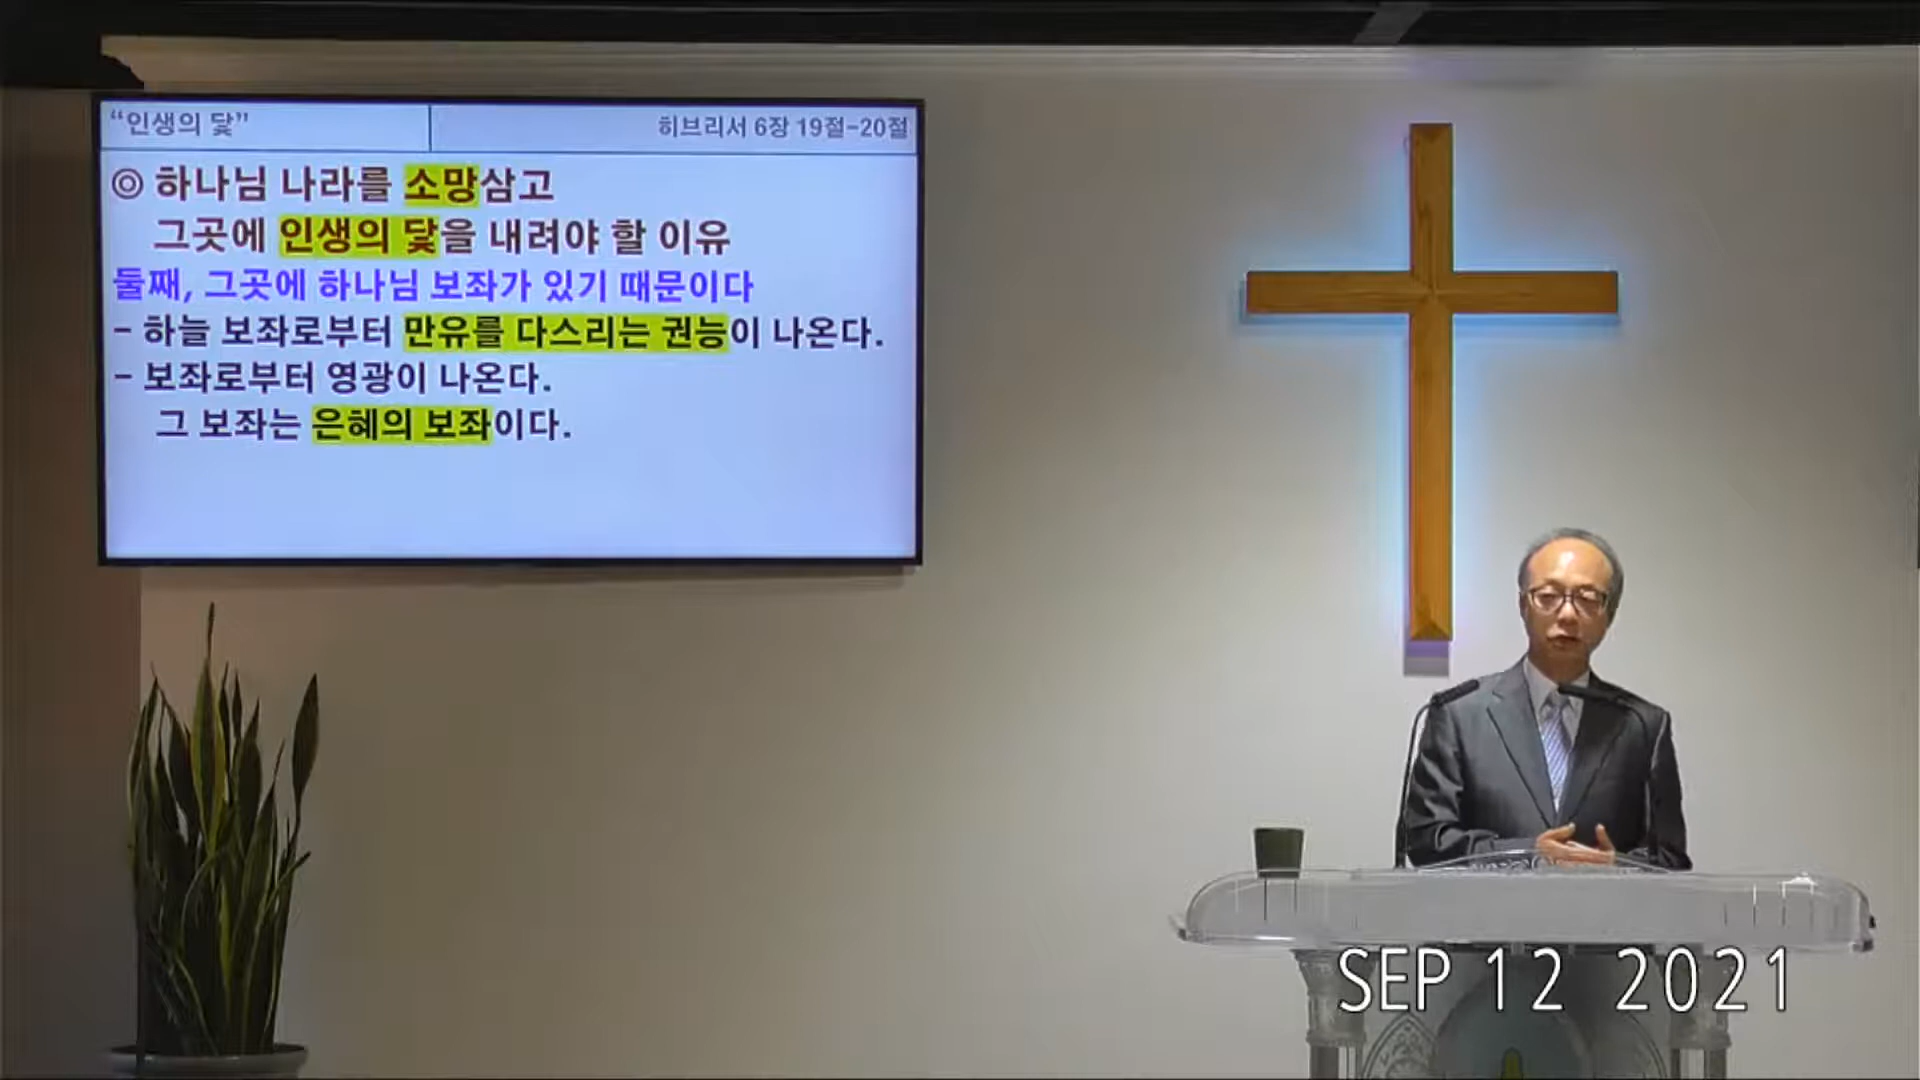 “인생의 닻”
히브리서 6장 19절-20절
◎ 하나님 나라를 소망삼고
그곳에 인생의 닻을 내려야 할 이유
둘째, 그곳에 하나님 보좌가 있기 때문이다
- 하늘 보좌로부터 만유를 다스리는 권능이 나온다.
- 보좌로부터 영광이 나온다.
그 보좌는 은혜의 보좌이다.
SEP 12 2021